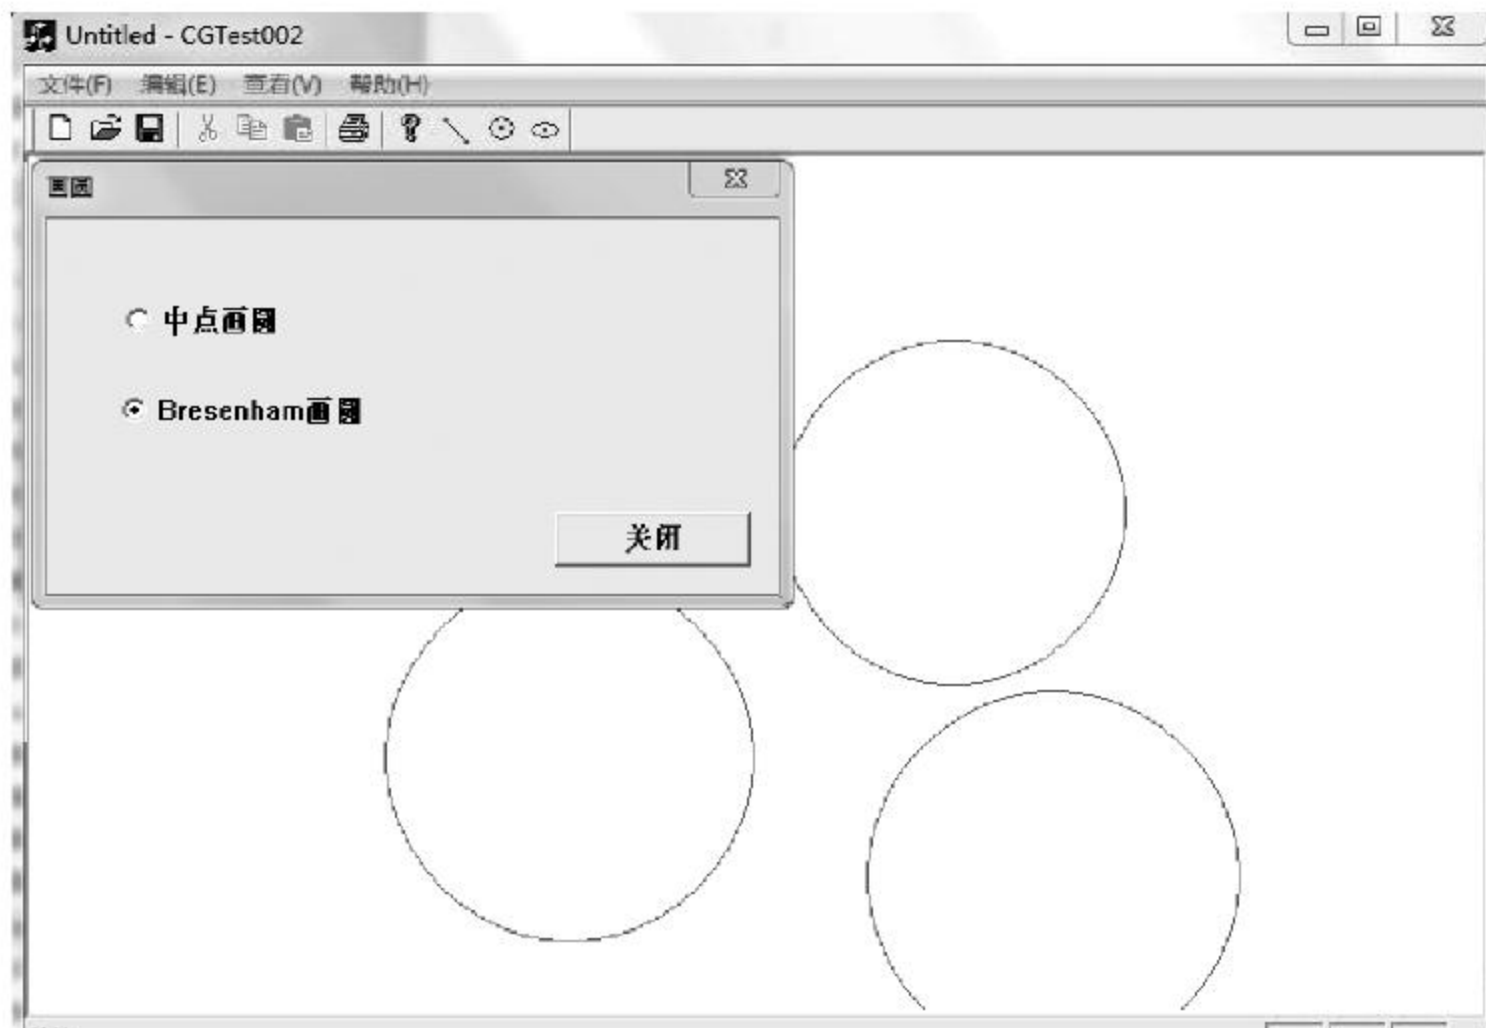 Untitled - CGTest002
文件(F) 编辑(E) 查看(V) 帮助(H)
画圆
中点画圆
Bresenham画圆
关闭